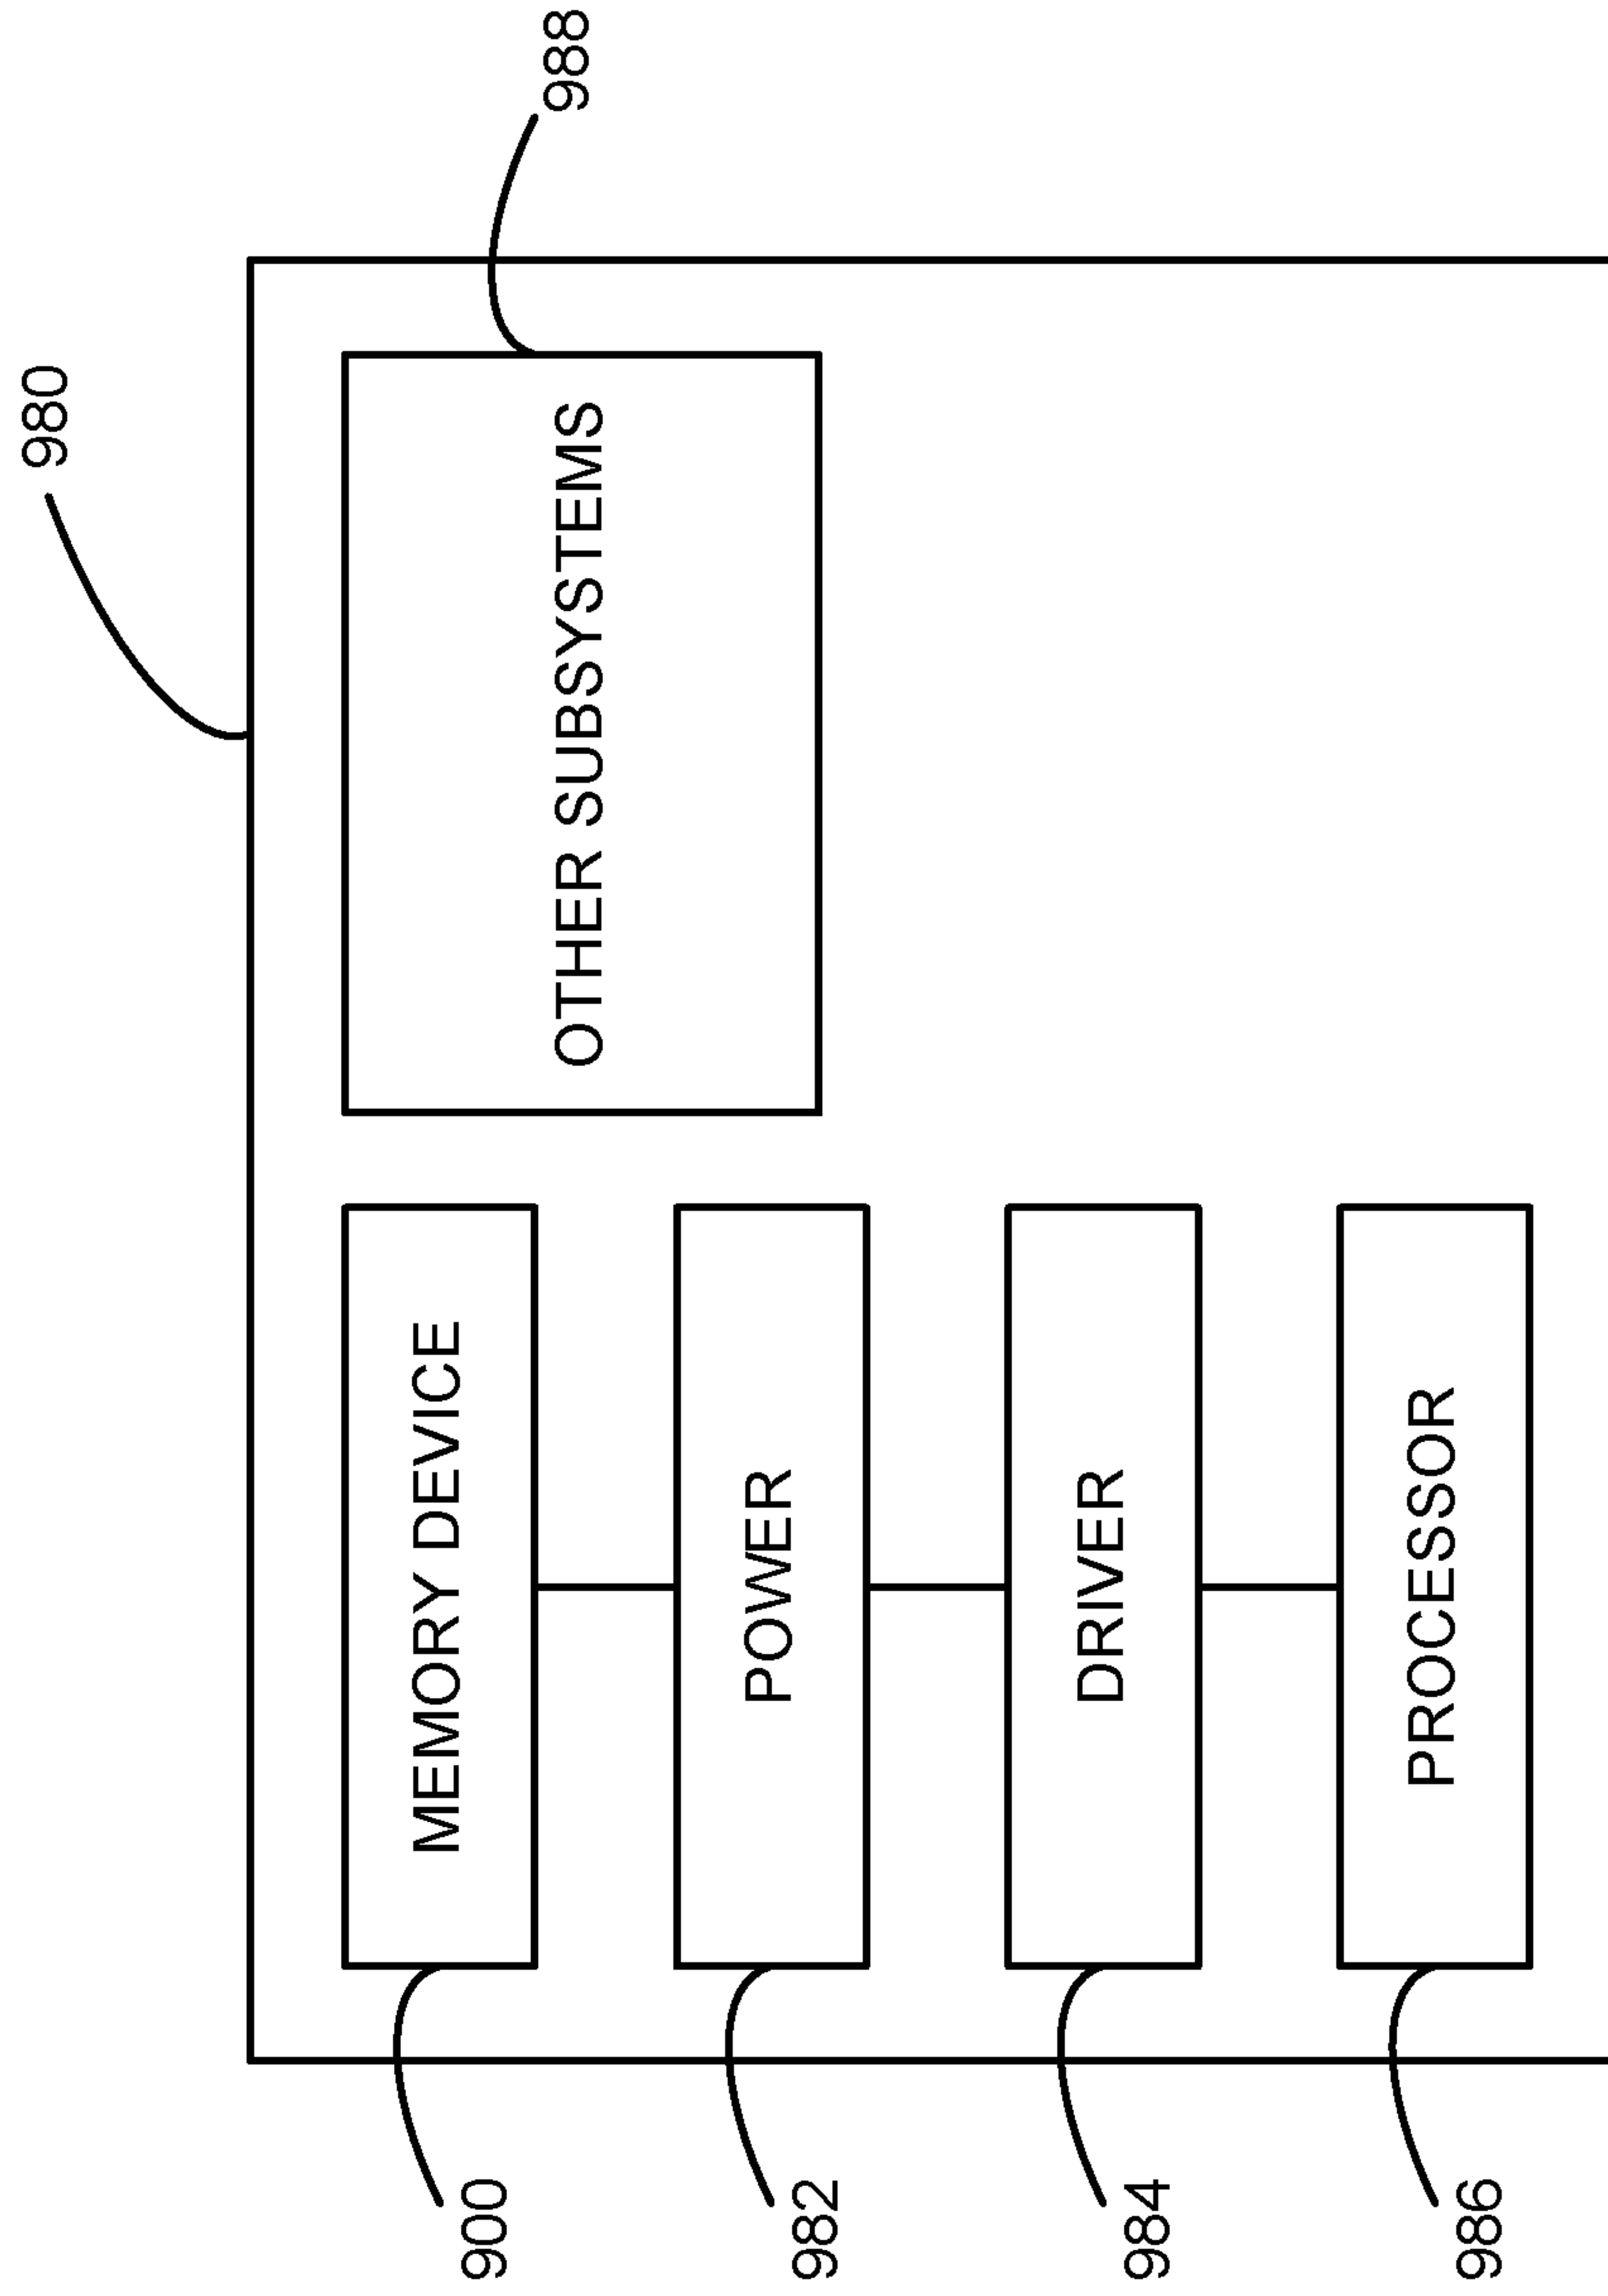 980
900
MEMORY DEVICE
OTHER SUBSYSTEMS
988
982
POWER
984
DRIVER
986
PROCESSOR